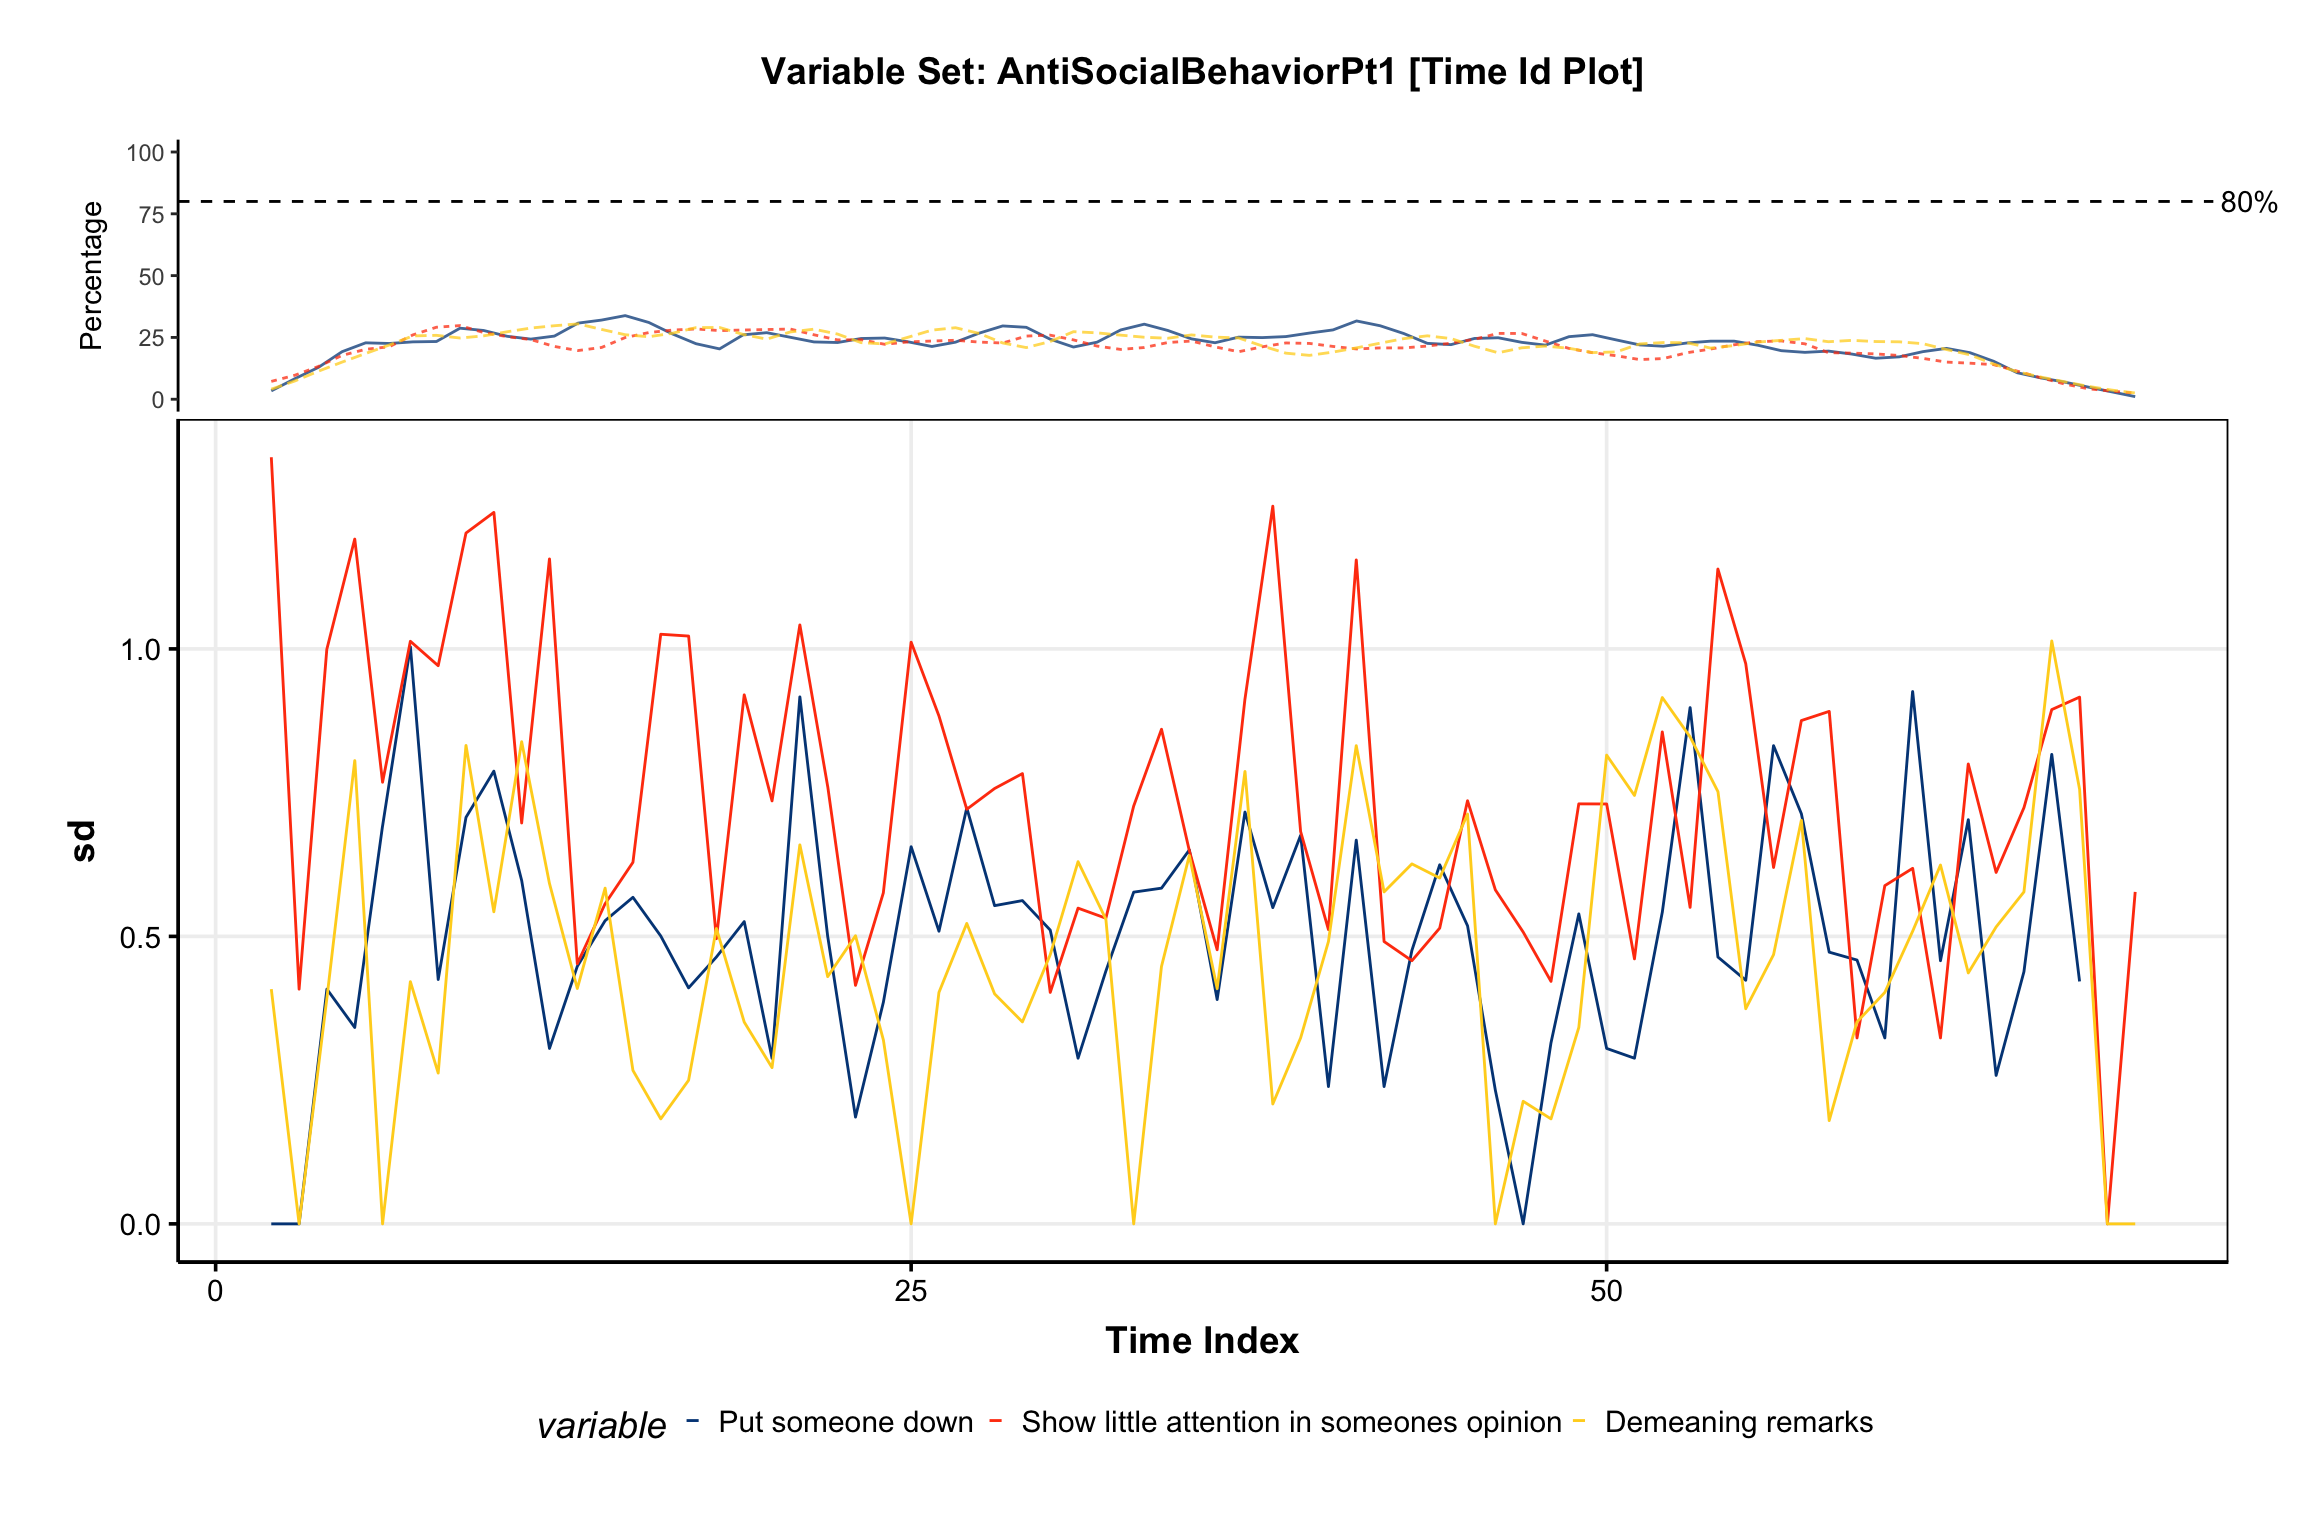 Variable Set: AntiSocialBehaviorPt1 [Time Id Plot]
Percentage
100
75
50
25
0
80%
sd
1.0
0.5
0.0
0 25 50
Time Index
variable Put someone down Show little attention in someones opinion Demeaning remarks